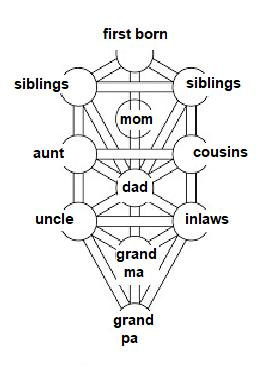 first born
siblings
siblings
mom
aunt
cousins
dad
uncle
inlaws
grand
ma
grand
pa